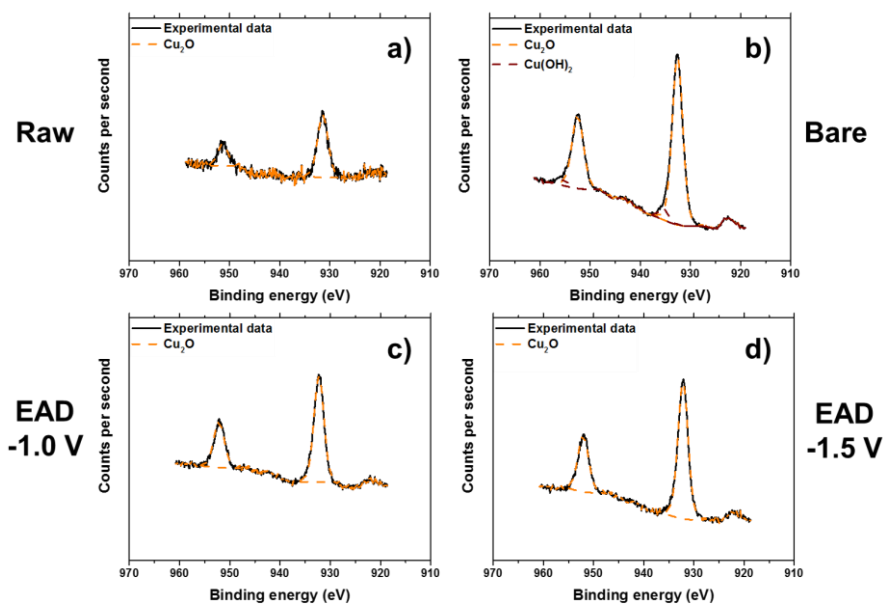 Raw
Experimental data
Cu₂O
a)
Counts per second
970 960 950 940 930 920 910
Binding energy (eV)
Experimental data
Cu₂O
Cu(OH)₂
b)
Counts per second
970 960 950 940 930 920 910
Binding energy (eV)
Bare
EAD
-1.0 V
Experimental data
Cu₂O
c)
Counts per second
970 960 950 940 930 920 910
Binding energy (eV)
Experimental data
Cu₂O
d)
Counts per second
970 960 950 940 930 920 910
Binding energy (eV)
EAD
-1.5 V